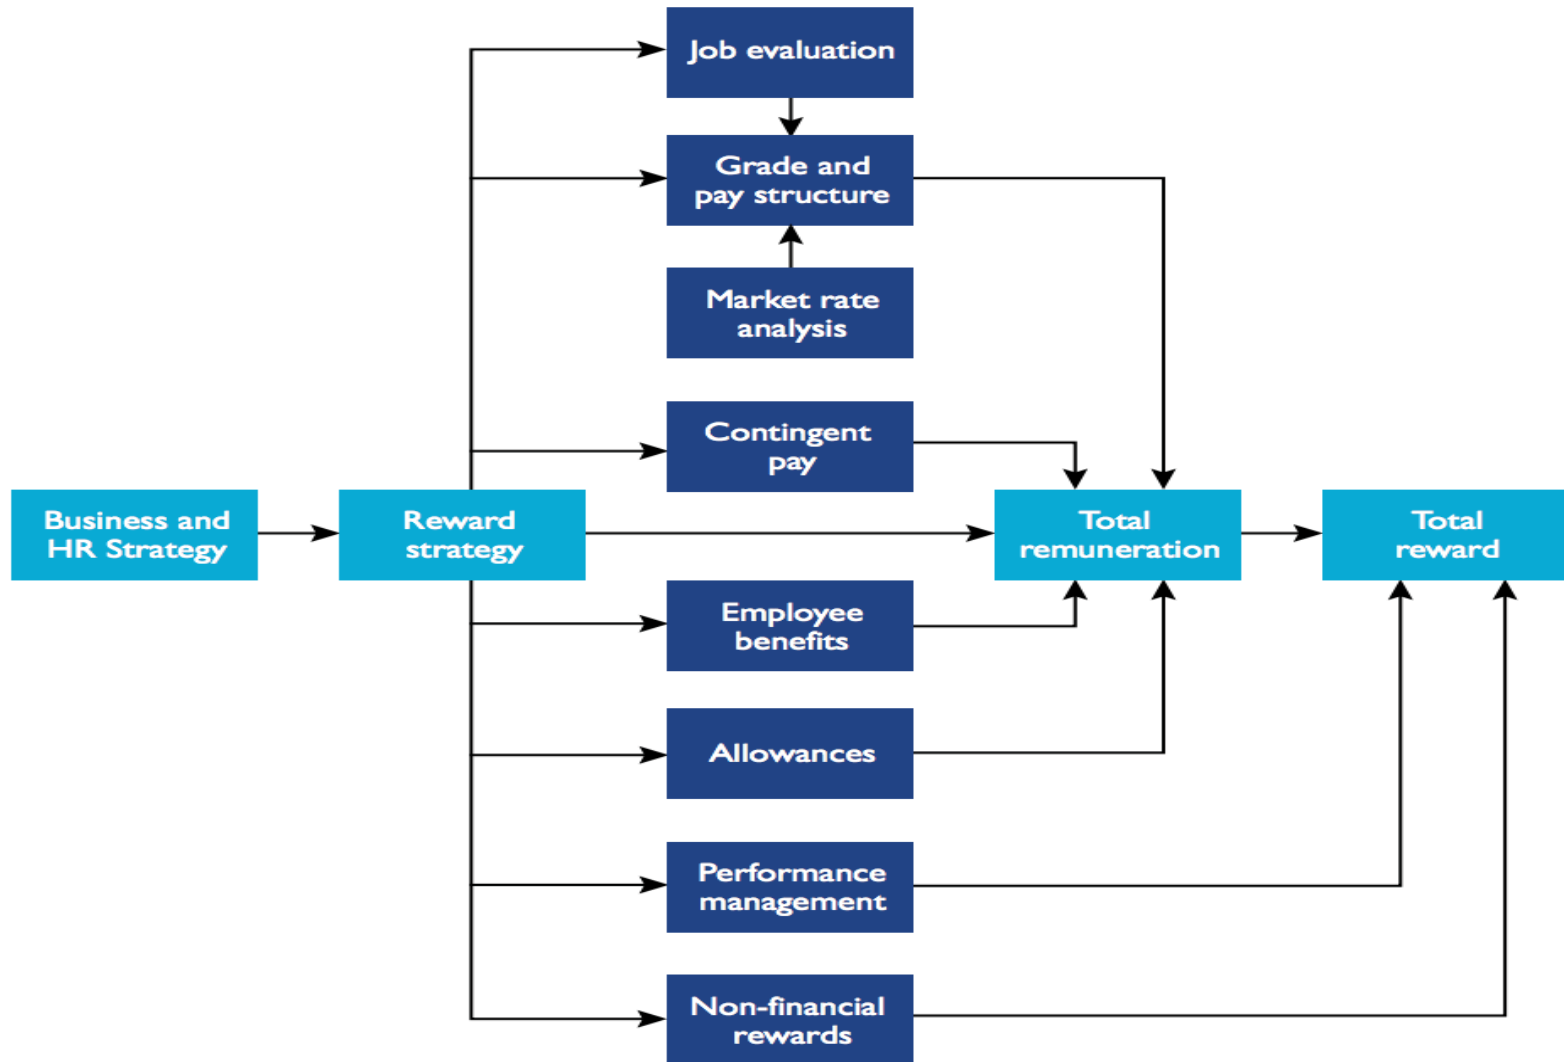 Job evaluation
Grade and
pay structure
Market rate
analysis
Contingent
pay
Business and
HR Strategy
Reward
strategy
Total
remuneration
Total
reward
Employee
benefits
Allowances
Performance
management
Non-financial
rewards